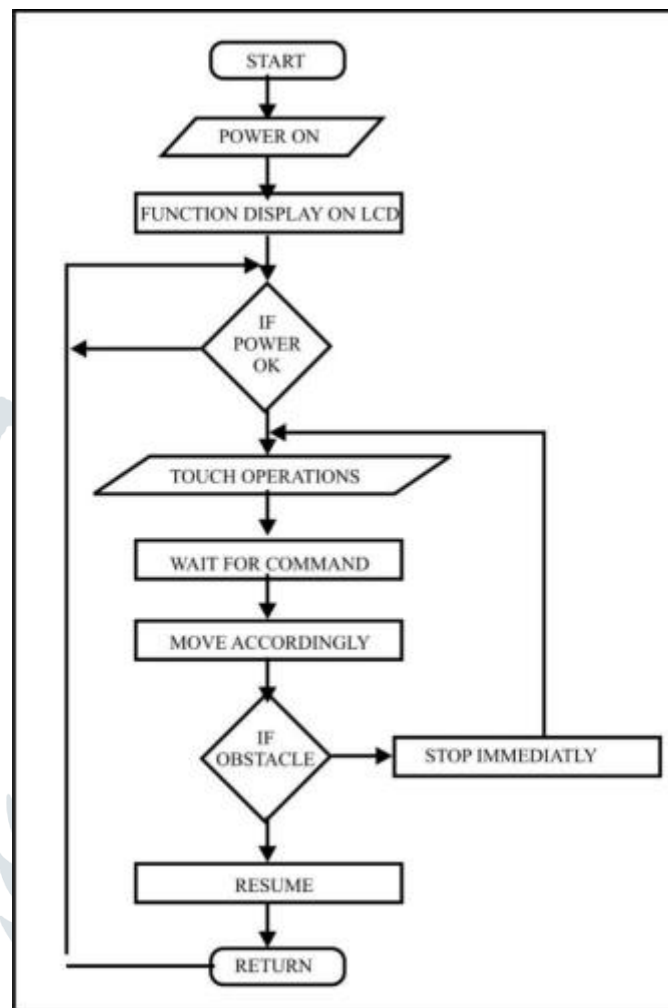 START
POWER ON
FUNCTION DISPLAY ON LCD
IF
POWER
OK
TOUCH OPERATIONS
WAIT FOR COMMAND
MOVE ACCORDINGLY
IF
OBSTACLE
STOP IMMEDIATLY
RESUME
RETURN